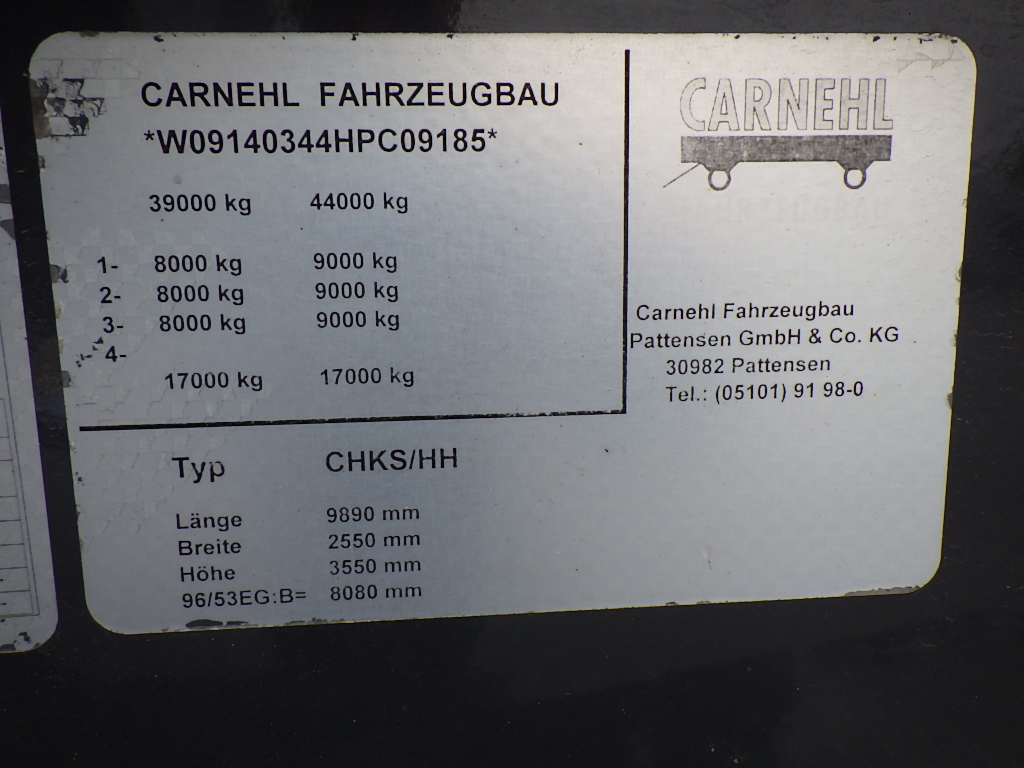 CARNEHL FAHRZEUGBAU
*W09140344HPC09185*
39000 kg 44000 kg
1- 8000 kg 9000 kg
2- 8000 kg 9000 kg
3- 8000 kg 9000 kg
4-
17000 kg 17000 kg
CARNEHL
Carnehl Fahrzeugbau
Pattensen GmbH & Co. KG
30982 Pattensen
Tel.: (05101) 91 98-0
Typ CHKS/HH
Länge 9890 mm
Breite 2550 mm
Höhe 3550 mm
96/53EG:B= 8080 mm